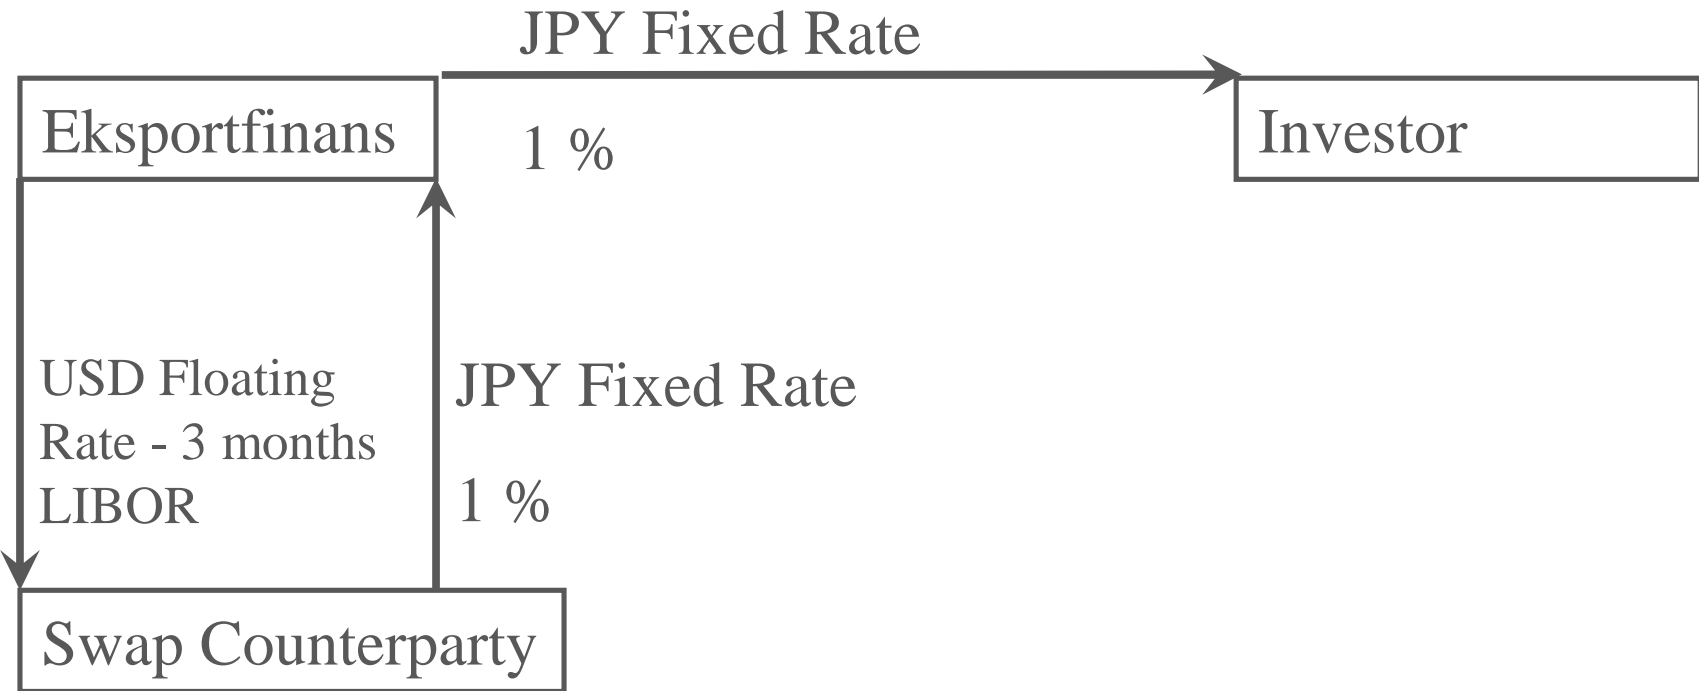 JPY Fixed Rate
Eksportfinans
1 %
Investor
USD Floating
Rate - 3 months
LIBOR
JPY Fixed Rate
1 %
Swap Counterparty